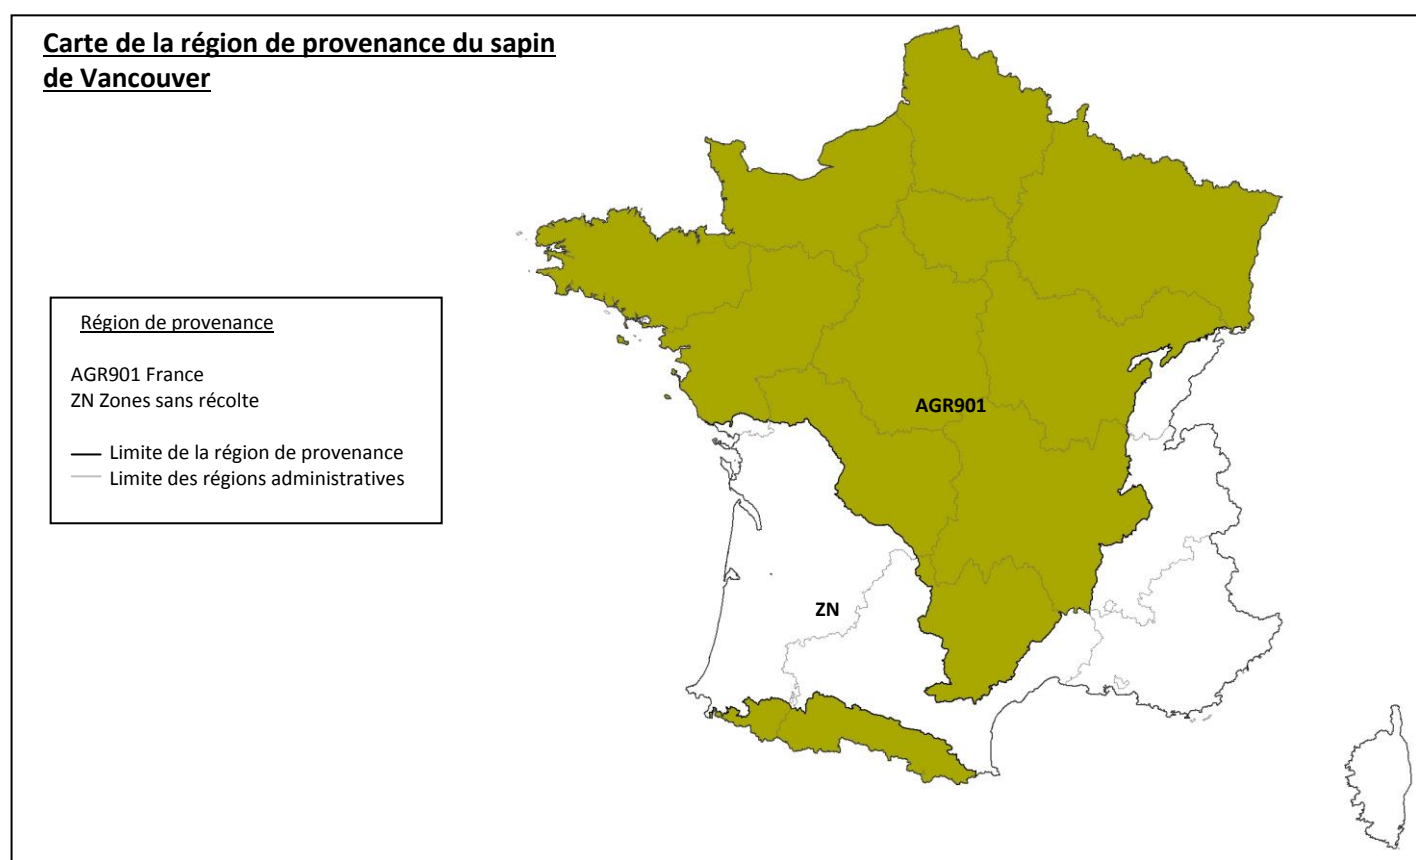 Carte de la région de provenance du sapin
de Vancouver
Région de provenance
AGR901 France
ZN Zones sans récolte
Limite de la région de provenance
Limite des régions administratives
AGR901
ZN